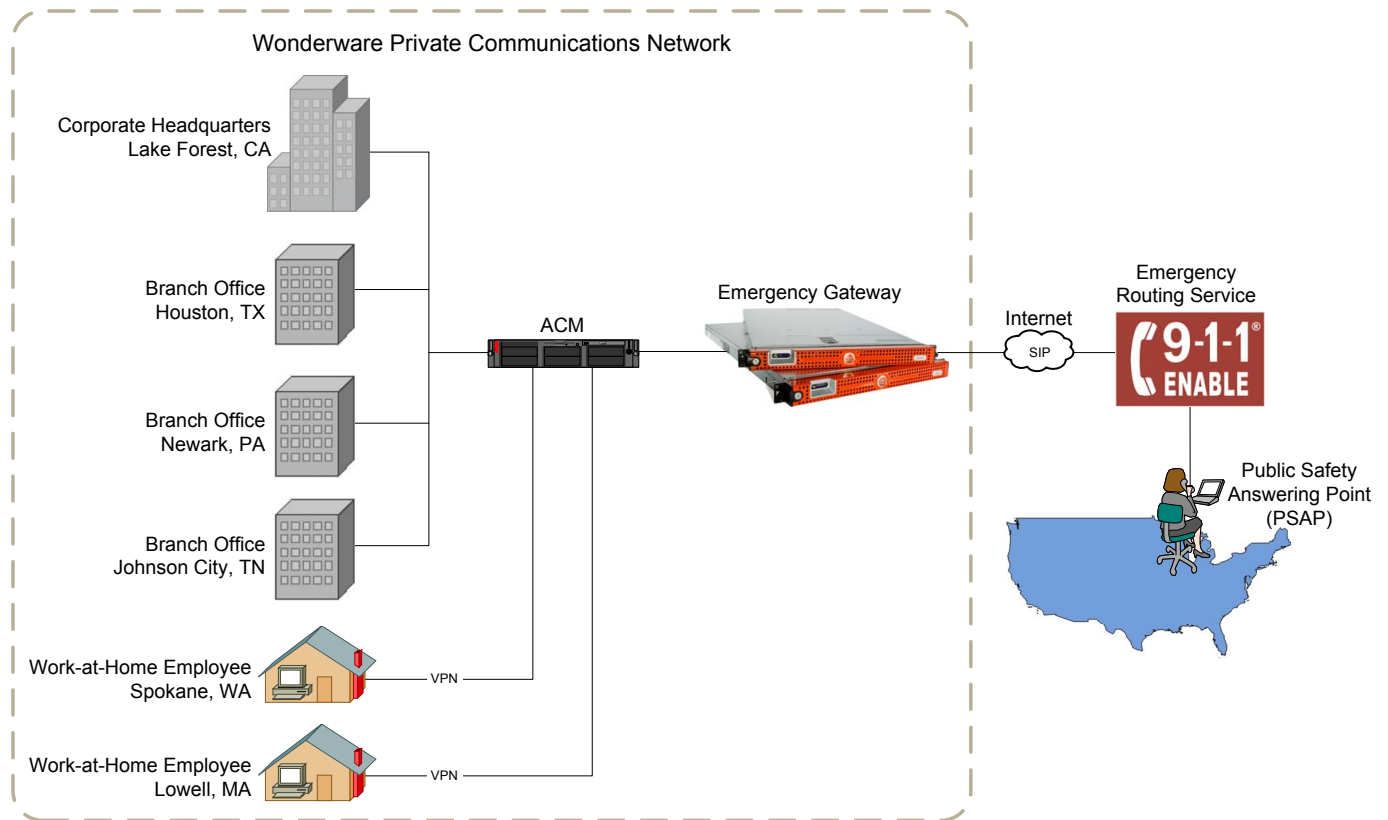 Wonderware Private Communications Network
Corporate Headquarters
Lake Forest, CA
Branch Office
Houston, TX
Branch Office
Newark, PA
Branch Office
Johnson City, TN
Work-at-Home Employee
Spokane, WA
VPN
Work-at-Home Employee
Lowell, MA
VPN
ACM
Emergency Gateway
Internet
SIP
Emergency
Routing Service
9-1-1®
ENABLE
Public Safety
Answering Point
(PSAP)